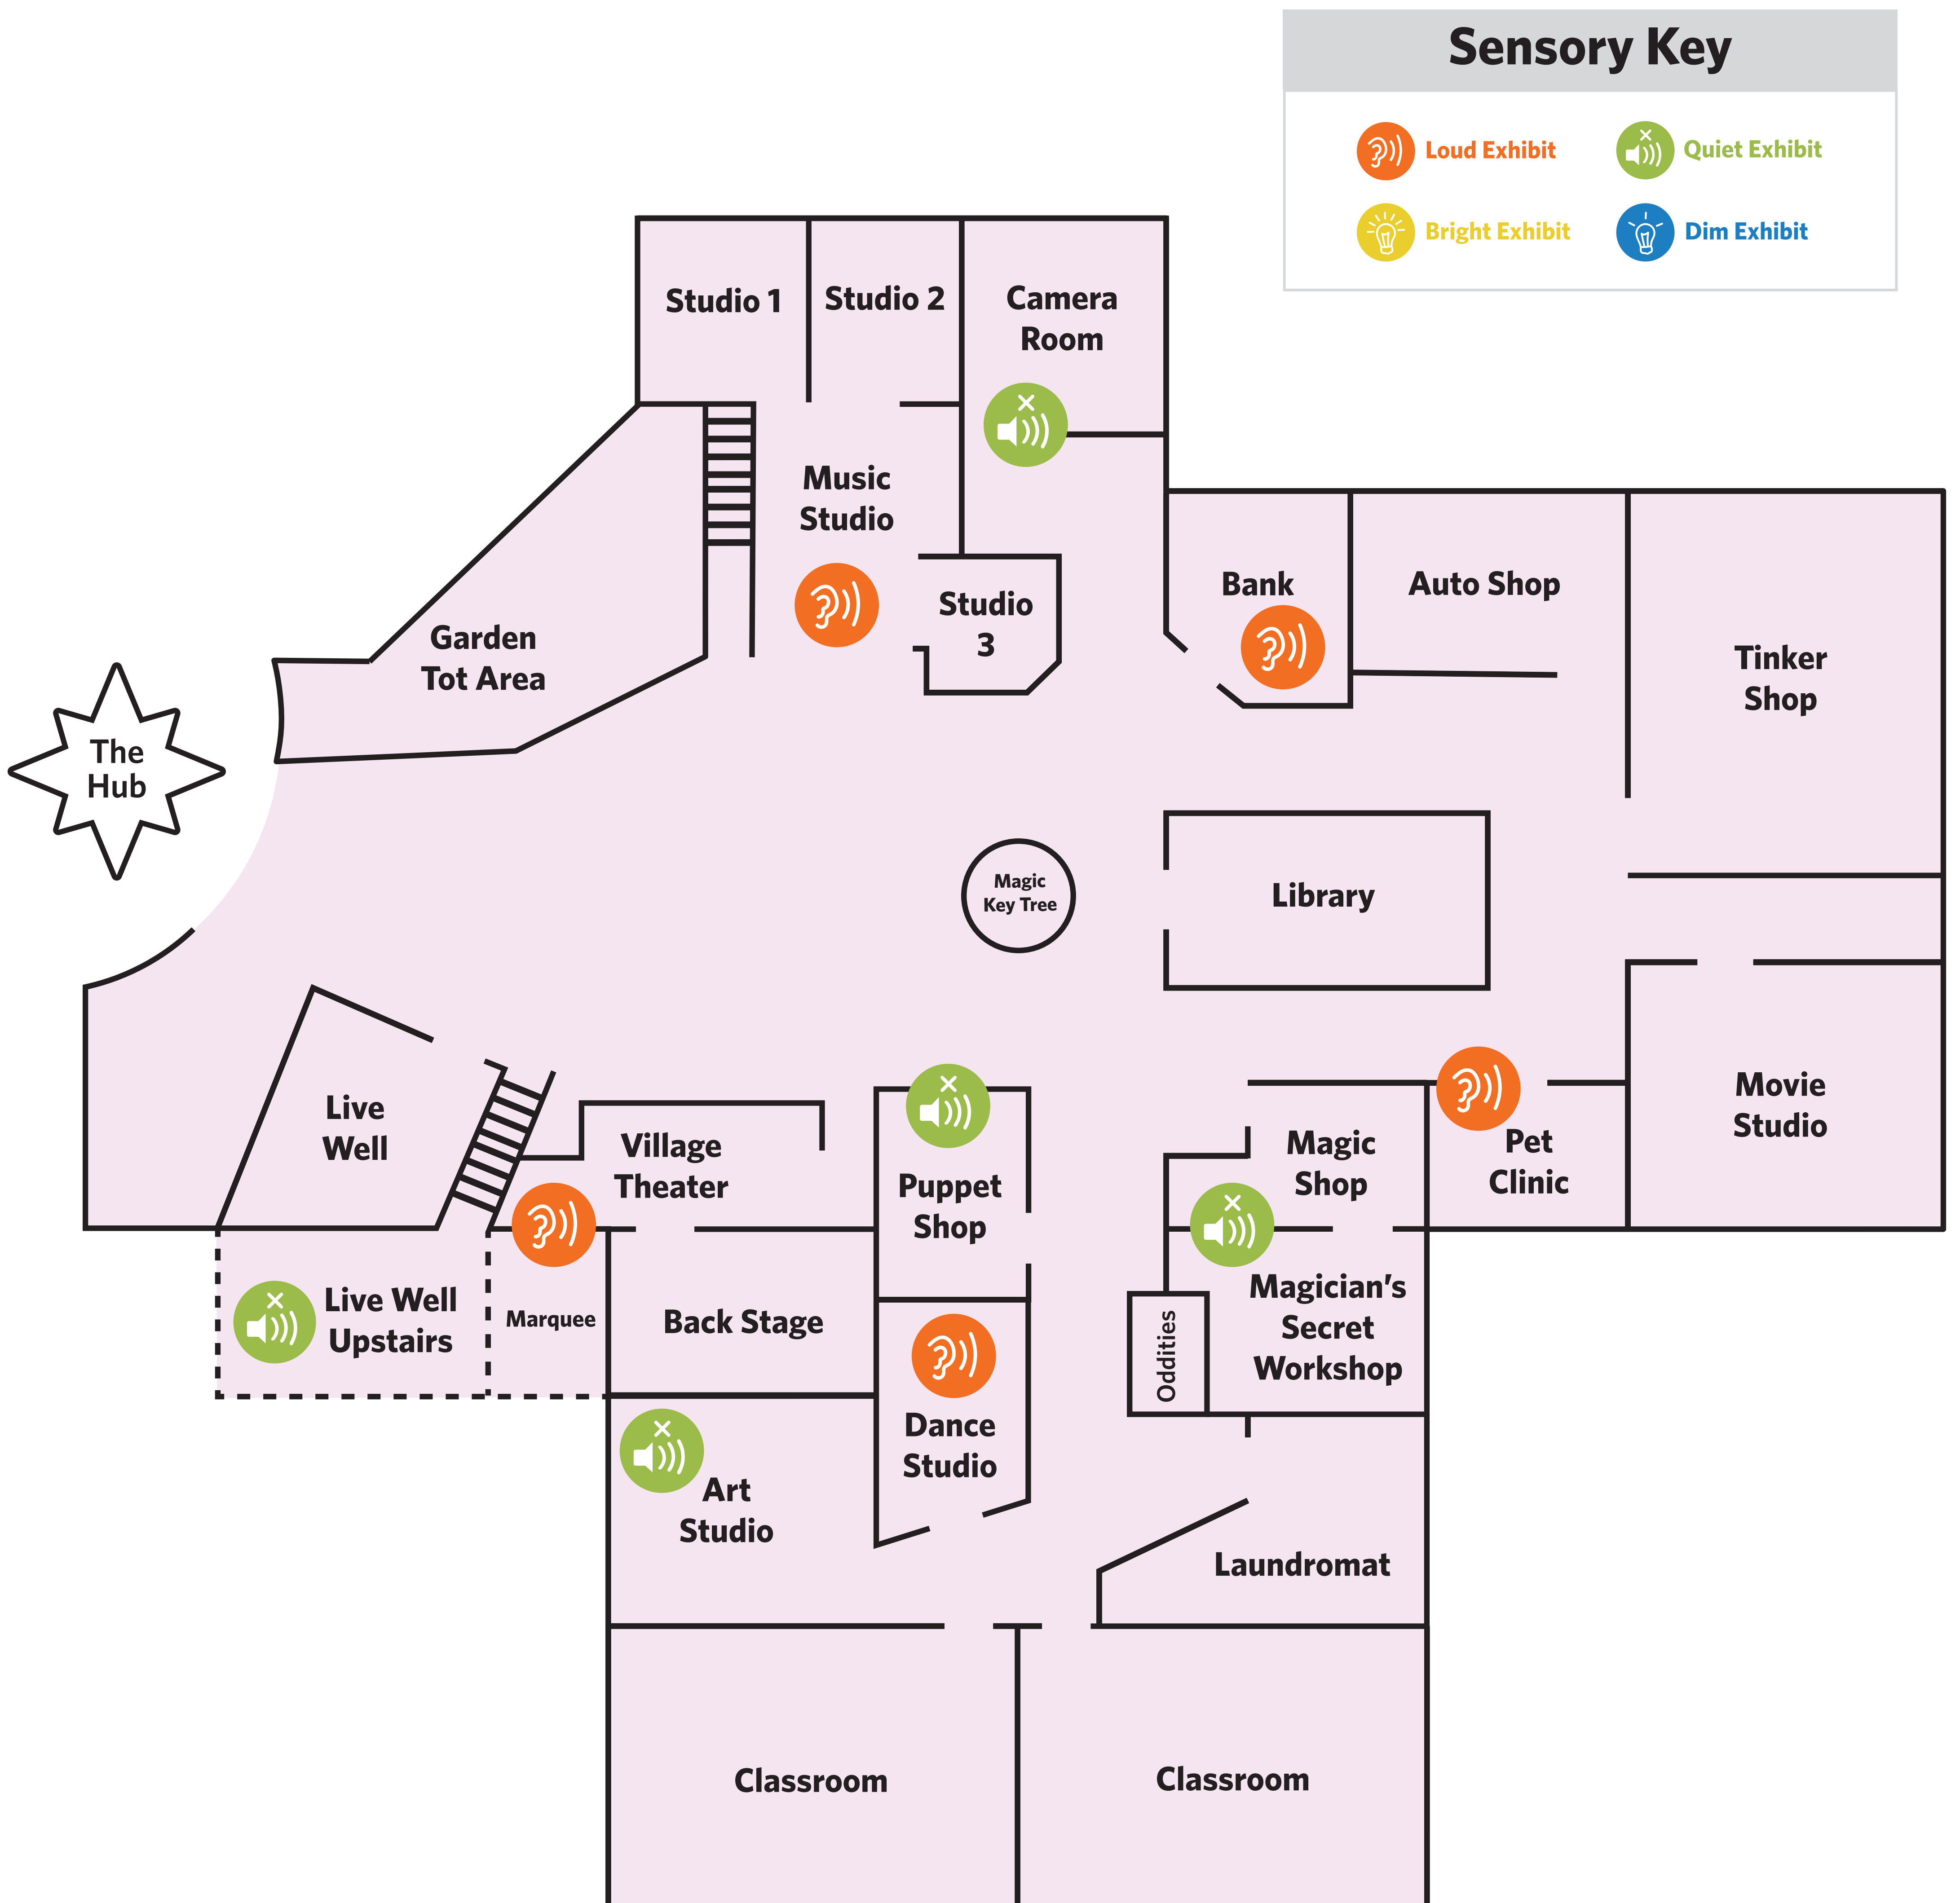 Sensory Key
Loud Exhibit
Quiet Exhibit
Bright Exhibit
Dim Exhibit
Studio 1
Studio 2
Camera
Room
Music
Studio
Studio
3
Bank
Auto Shop
Tinker
Shop
Garden
Tot Area
The
Hub
Magic
Key Tree
Library
Live
Well
Village
Theater
Puppet
Shop
Magic
Shop
Pet
Clinic
Movie
Studio
Live Well
Upstairs
Marquee
Back Stage
Oddities
Magician's
Secret
Workshop
Dance
Studio
Art
Studio
Laundromat
Classroom
Classroom